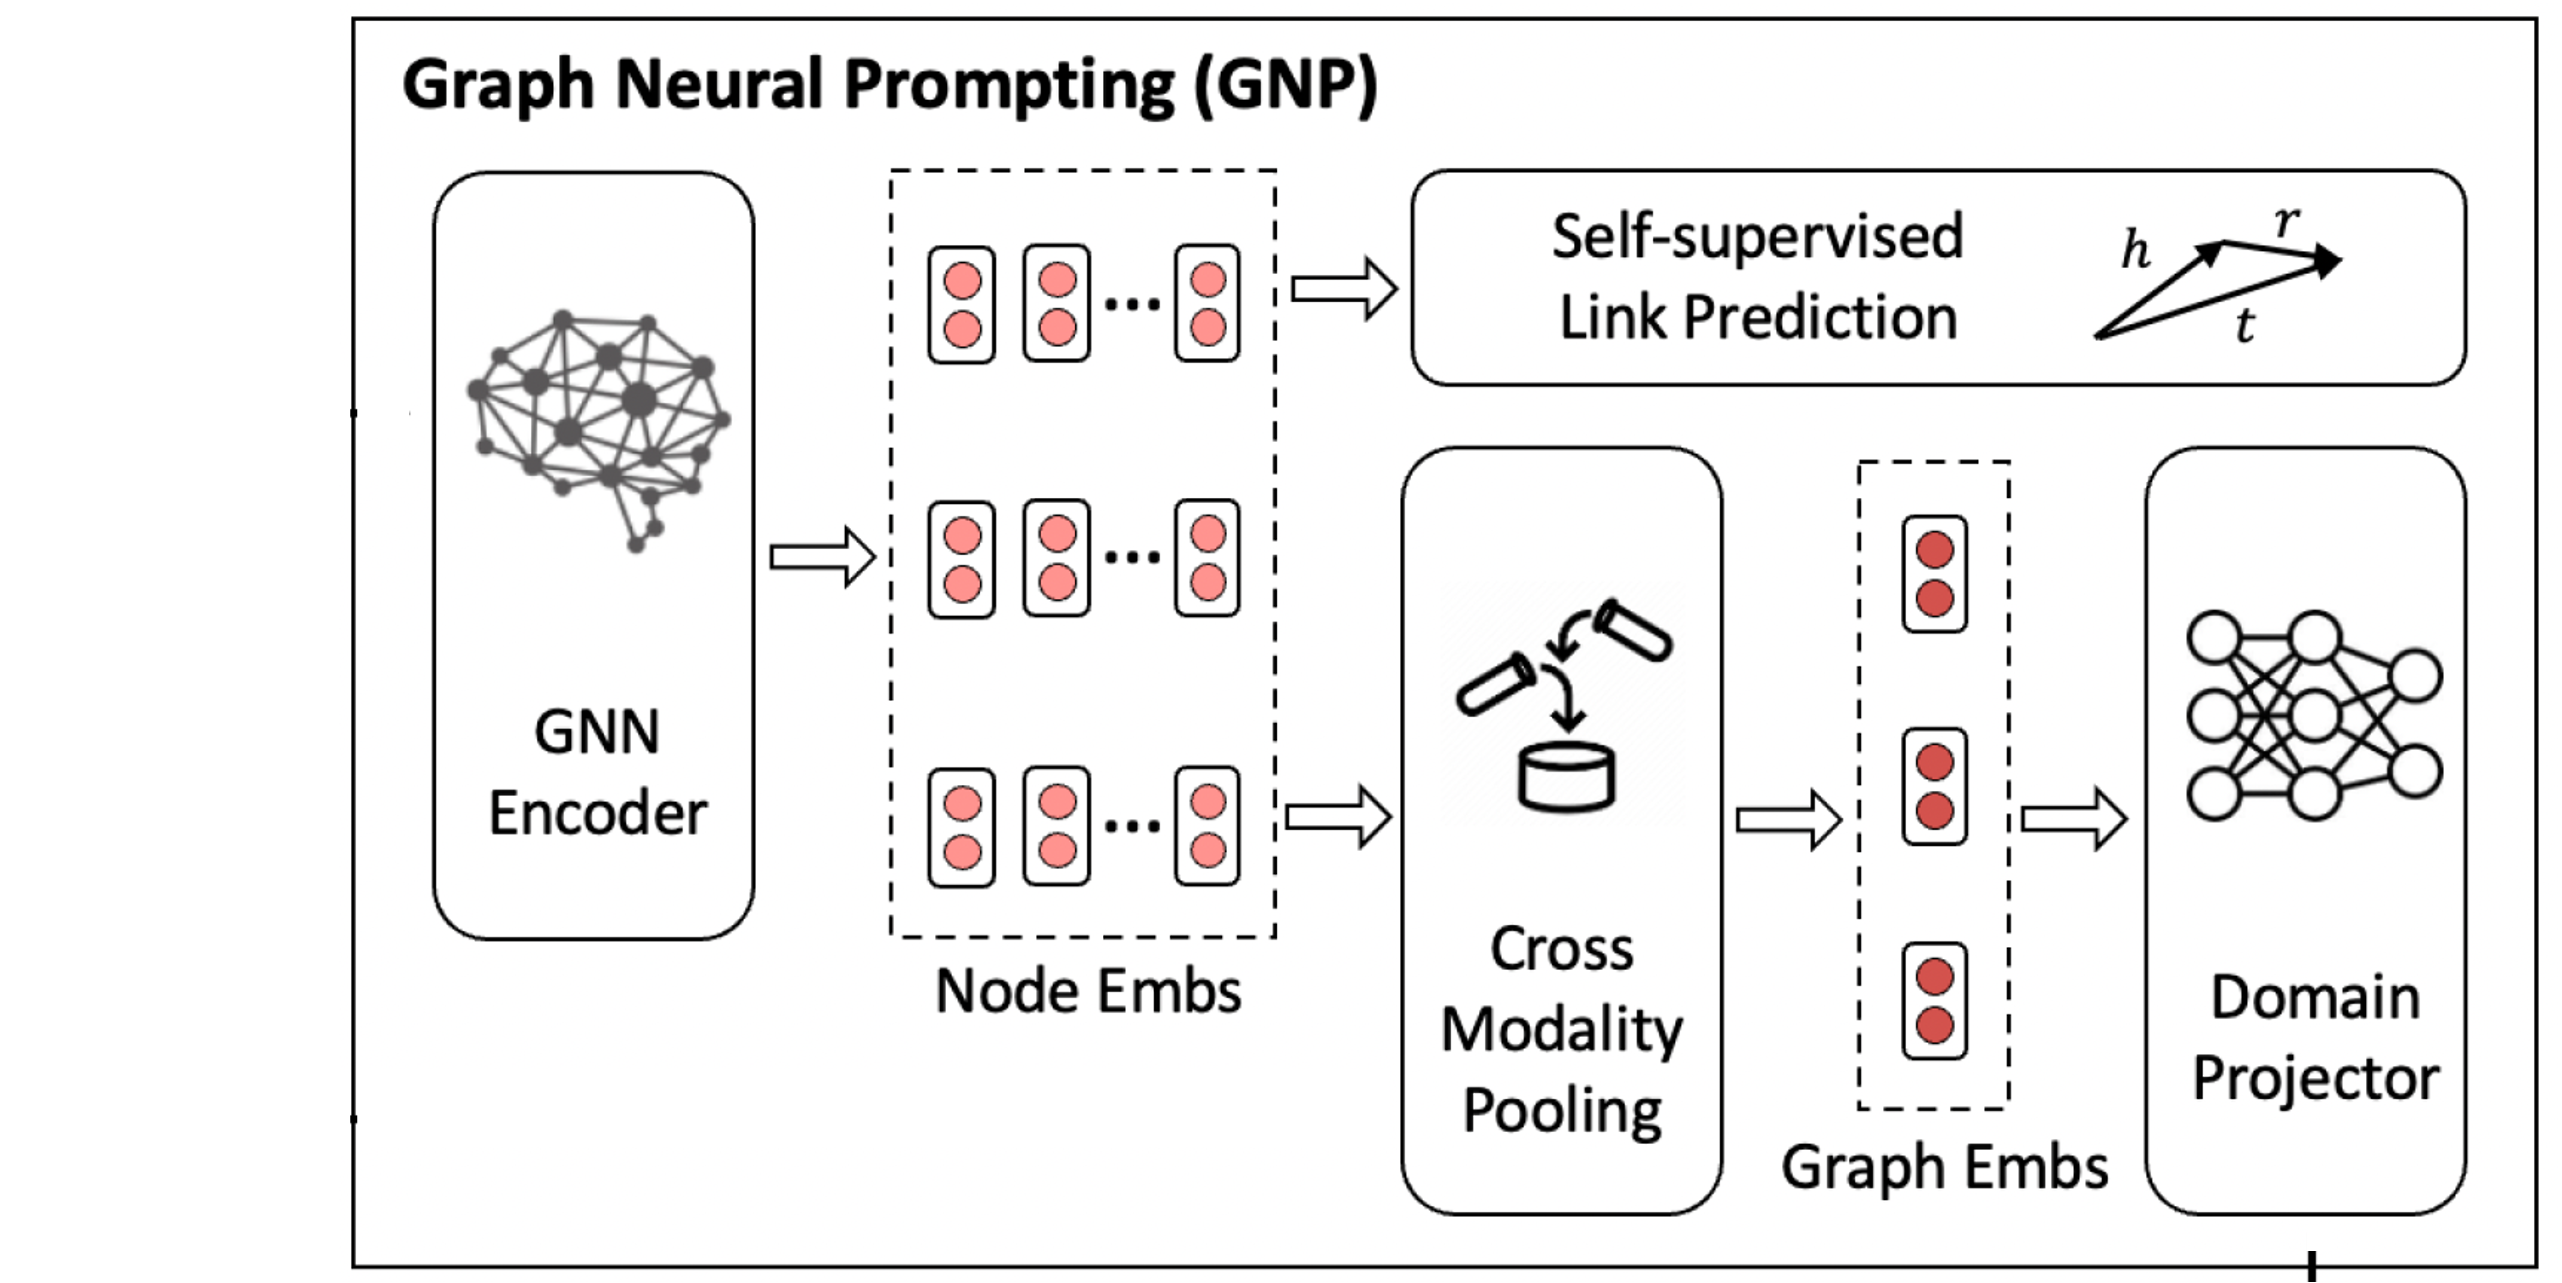 Graph Neural Prompting (GNP)
GNN
Encoder
...
...
...
Node Embs
Self-supervised
Link Prediction
h
r
t
Cross
Modality
Pooling
Graph Embs
Domain
Projector